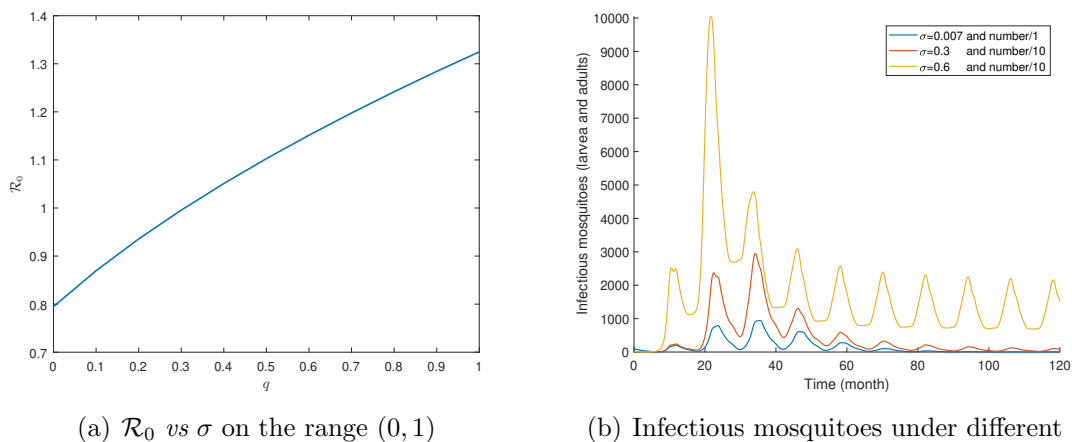 1.4
1.3
1.2
1.1
1
0.9
0.8
0.7
ℛ₀
0 0.1 0.2 0.3 0.4 0.5 0.6 0.7 0.8 0.9 1
q
(a) ℛ₀ vs σ on the range (0, 1)
10000
9000
8000
7000
6000
5000
4000
3000
2000
1000
0
Infectious mosquitoes (larvea and adults)
σ=0.007 and number/1
σ=0.3 and number/10
σ=0.6 and number/10
0 20 40 60 80 100 120
Time (month)
(b) Infectious mosquitoes under different